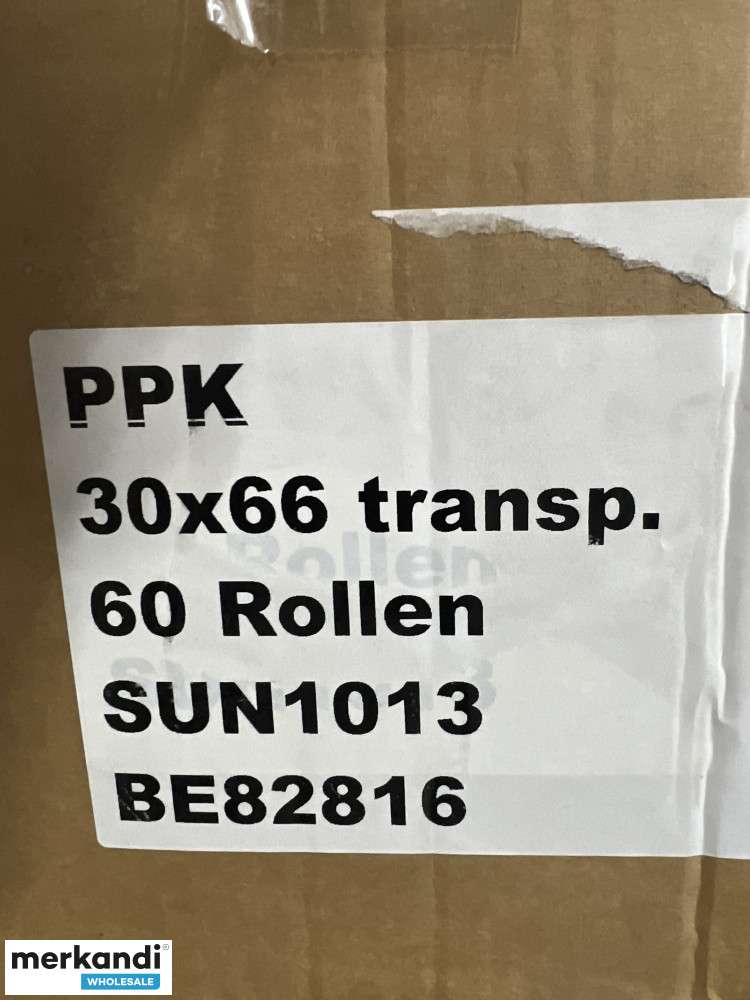 PPK
30x66 transp.
60 Rollen
SUN1013
BE82816
merkandi®
WHOLESALE